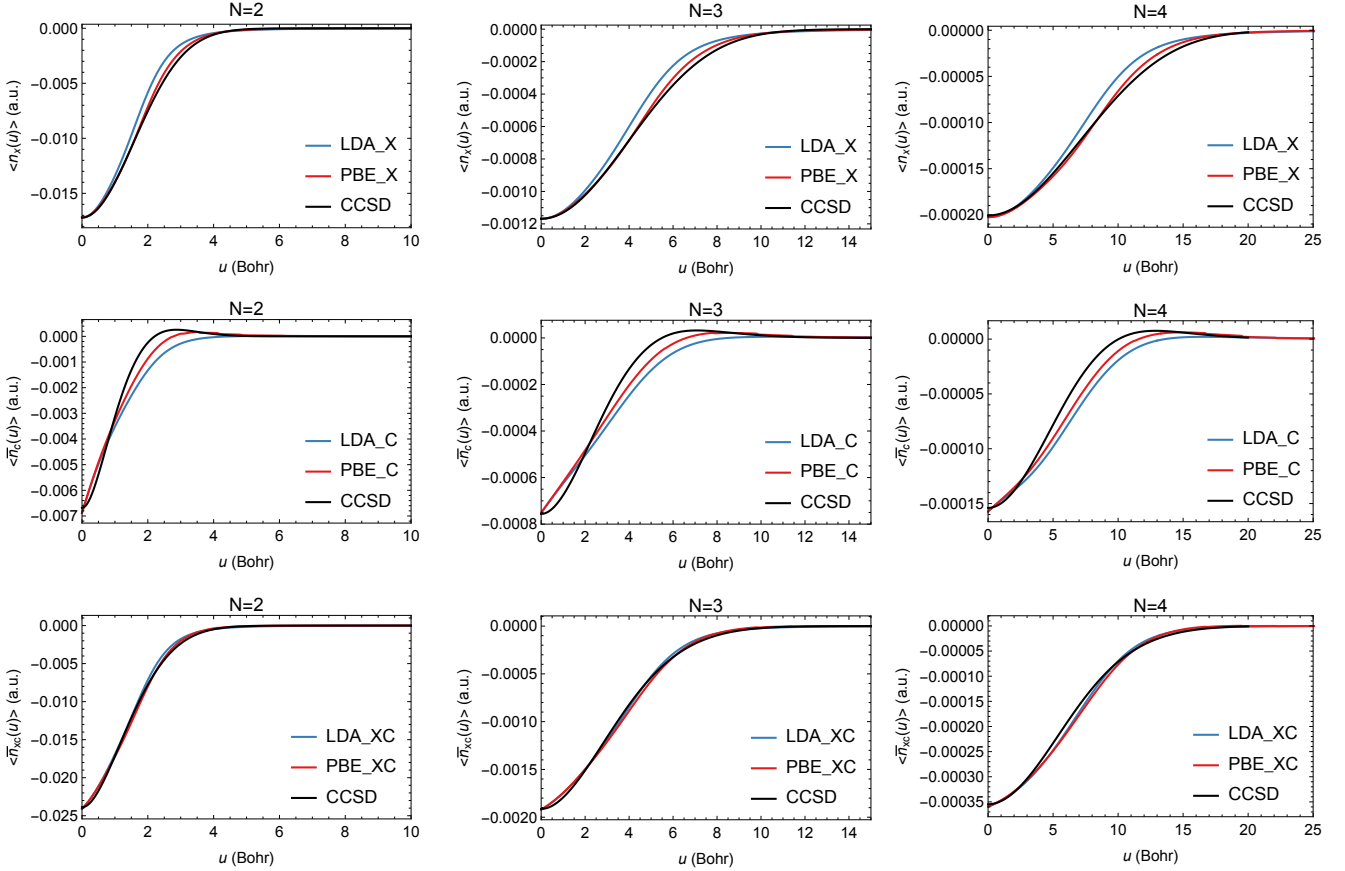 N=2
0.000
−0.005
−0.010
−0.015
<n_x(u)> (a.u.)
LDA_X
PBE_X
CCSD
0 2 4 6 8 10
u (Bohr)
N=3
0.0000
−0.0002
−0.0004
−0.0006
−0.0008
−0.0010
−0.0012
<n_x(u)> (a.u.)
LDA_X
PBE_X
CCSD
0 2 4 6 8 10 12 14
u (Bohr)
N=4
0.00000
−0.00005
−0.00010
−0.00015
−0.00020
<n_x(u)> (a.u.)
LDA_X
PBE_X
CCSD
0 5 10 15 20 25
u (Bohr)
N=2
0.000
−0.001
−0.002
−0.003
−0.004
−0.005
−0.006
−0.007
<n̅_c(u)> (a.u.)
LDA_C
PBE_C
CCSD
0 2 4 6 8 10
u (Bohr)
N=3
0.0000
−0.0002
−0.0004
−0.0006
−0.0008
<n̅_c(u)> (a.u.)
LDA_C
PBE_C
CCSD
0 2 4 6 8 10 12 14
u (Bohr)
N=4
0.00000
−0.00005
−0.00010
−0.00015
<n̅_c(u)> (a.u.)
LDA_C
PBE_C
CCSD
0 5 10 15 20 25
u (Bohr)
N=2
0.000
−0.005
−0.010
−0.015
−0.020
−0.025
<n̅_xc(u)> (a.u.)
LDA_XC
PBE_XC
CCSD
0 2 4 6 8 10
u (Bohr)
N=3
0.0000
−0.0005
−0.0010
−0.0015
−0.0020
<n̅_xc(u)> (a.u.)
LDA_XC
PBE_XC
CCSD
0 2 4 6 8 10 12 14
u (Bohr)
N=4
0.00000
−0.00005
−0.00010
−0.00015
−0.00020
−0.00025
−0.00030
−0.00035
<n̅_xc(u)> (a.u.)
LDA_XC
PBE_XC
CCSD
0 5 10 15 20 25
u (Bohr)